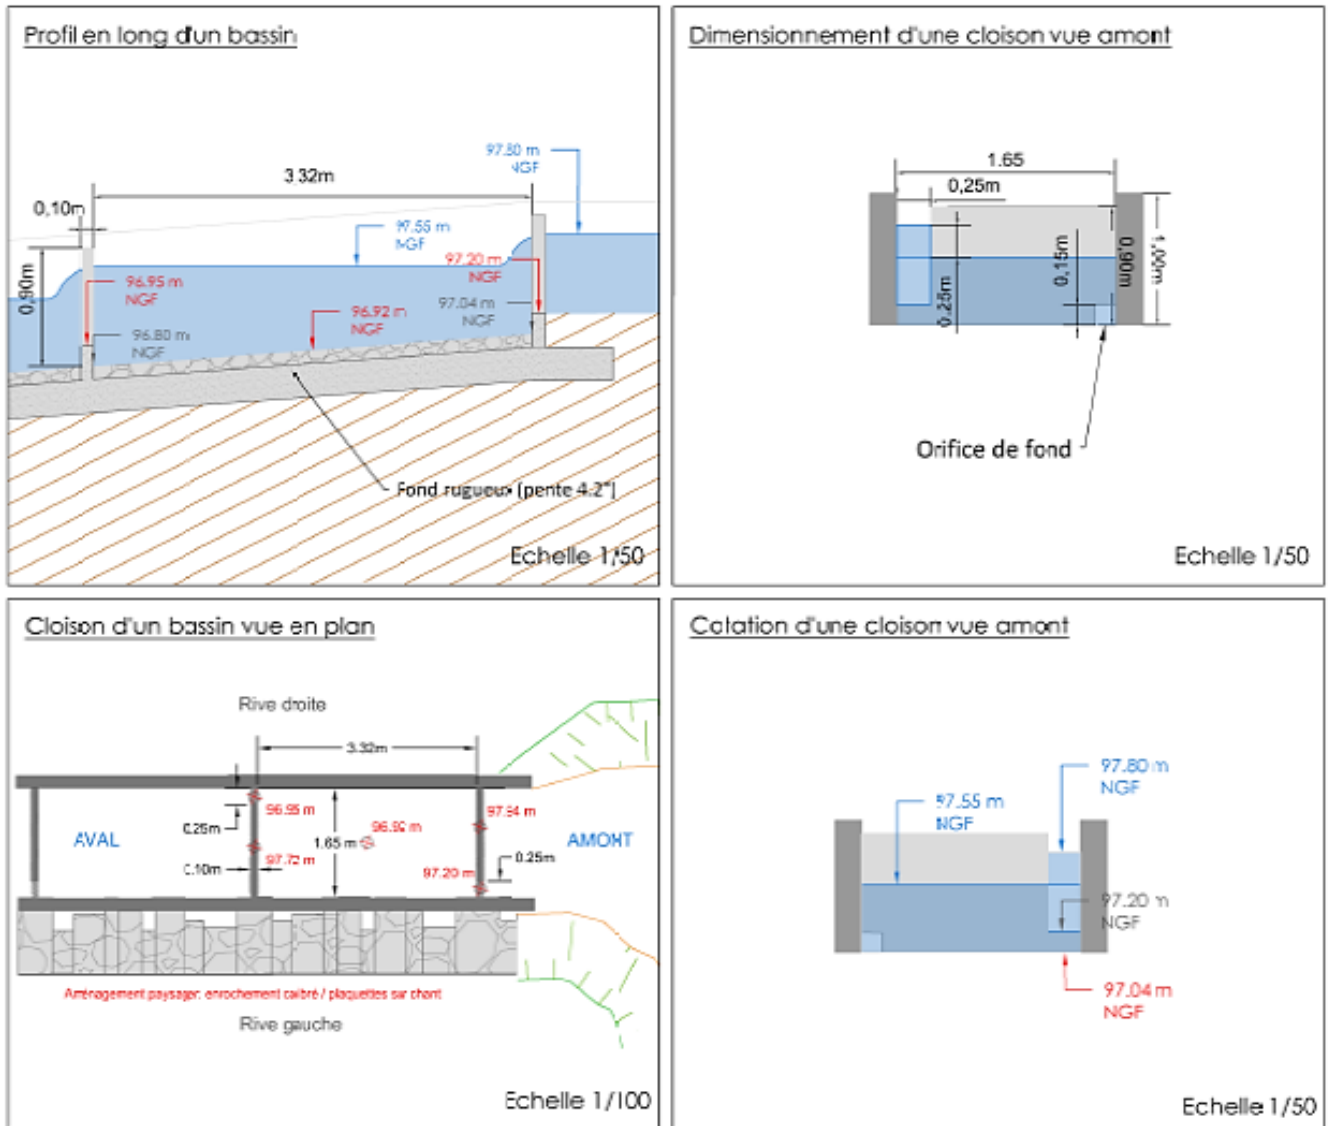 Profil en long d'un bassin
97.80 m
NGF
3.32m
0,10m
97.55 m
NGF
97.20 m
NGF
0,90m
96.95 m
NGF
97.04 m
NGF
96.92 m
NGF
96.80 m
NGF
Fond rugueux (pente 4.2°)
Echelle 1/50
Dimensionnement d'une cloison vue amont
1.65
0,25m
0,15m
0,90m
1,00m
0.25m
Orifice de fond
Echelle 1/50
Cloison d'un bassin vue en plan
Rive droite
3.32m
96.95 m
97.94 m
0.25m
AVAL
1.65 m
96.92 m
AMONT
97.72 m
0.10m
97.20 m
0.25m
Aménagement paysager: enrochement calibré / plaquettes sur chant
Rive gauche
Echelle 1/100
Cotation d'une cloison vue amont
97.80 m
NGF
97.55 m
NGF
97.20 m
NGF
97.04 m
NGF
Echelle 1/50